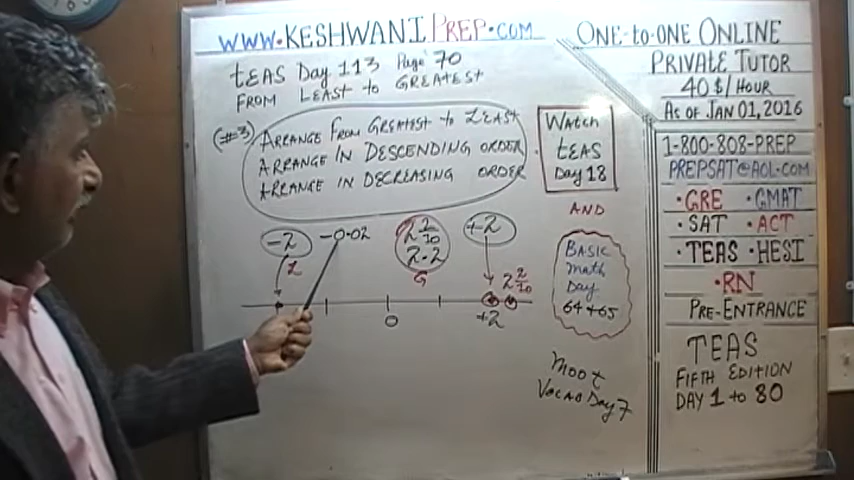 WWW.KESHWANIPREP.COM
TEAS Day 113 Page 70
FROM LEAST to GREATEST
(#3)
ARRANGE FROM GREATEST to LEAST
ARRANGE IN DESCENDING ORDER
ARRANGE IN DECREASING ORDER
-2 -0.02 2 2/10 +2
2.2
L G 2 2/10
0 +2
WATCH
TEAS
Day 18
AND
BASIC
Math
Day
64+65
MOOT
VOCAB Day 7
ONE-to-ONE ONLINE
PRIVATE TUTOR
40 $/HOUR
AS OF JAN 01, 2016
1-800-808-PREP
PREPSAT@AOL.COM
•GRE •GMAT
•SAT •ACT
•TEAS •HESI
•RN
PRE-ENTRANCE
TEAS
FIFTH EDITION
DAY 1 to 80